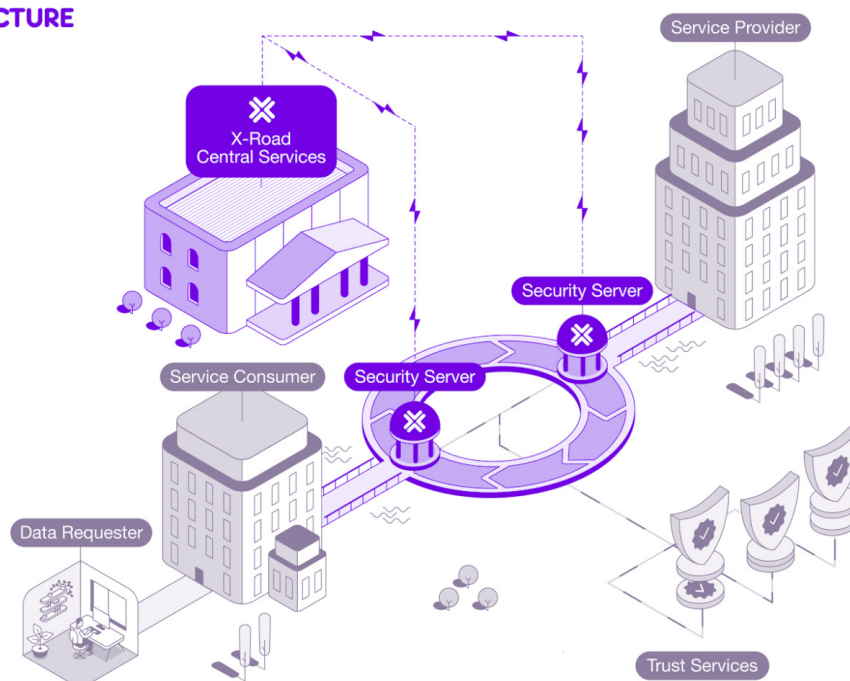 CTURE
Service Provider
X-Road
Central Services
Security Server
Service Consumer
Security Server
Data Requester
Trust Services